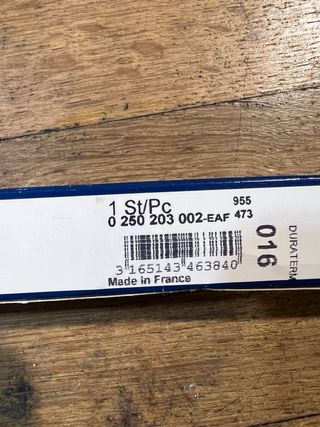 1 St/Pc
955
0 250 203 002-EAF 473
3 165143 463840
Made in France
016
DURATERM